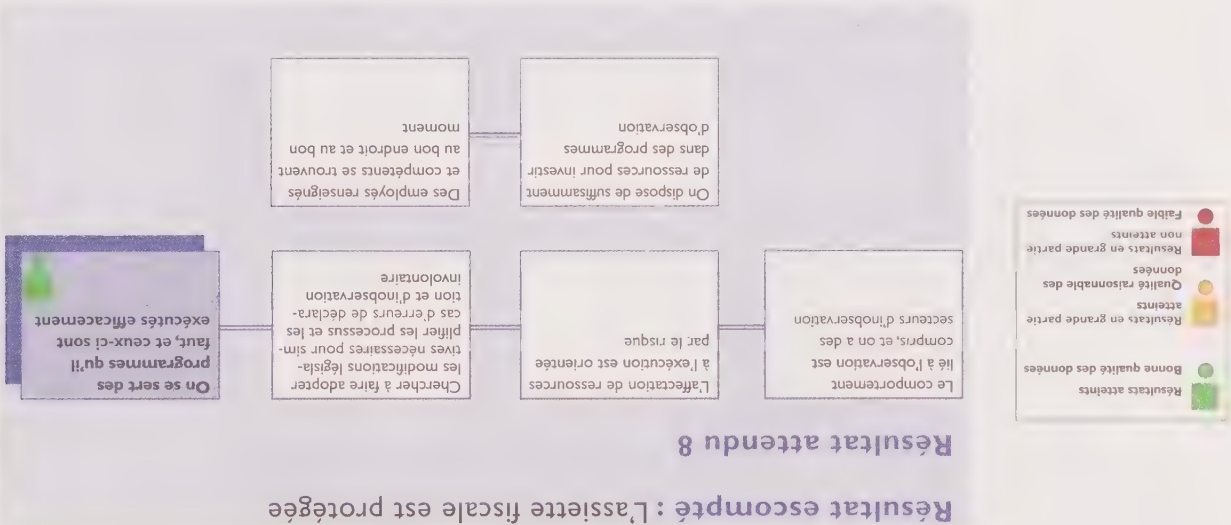 Résultat escompté : L'assiette fiscale est protégée
Résultat attendu 8
Résultats atteints
Bonne qualité des données
Résultats en grande partie
atteints
Qualité raisonnable des
données
Résultats en grande partie
non atteints
Faible qualité des données
Le comportement
lié à l'observation est
compris, et on a des
secteurs d'inobservation
L'affectation de ressources
à l'exécution est orientée
par le risque
Chercher à faire adopter
les modifications législa-
tives nécessaires pour sim-
plifier les processus et les
cas d'erreurs de déclara-
tion et d'inobservation
involontaire
On se sert des
programmes qu'il
faut, et ceux-ci sont
exécutés efficacement
On dispose de suffisamment
de ressources pour investir
dans des programmes
d'observation
Des employés renseignés
et compétents se trouvent
au bon endroit et au bon
moment